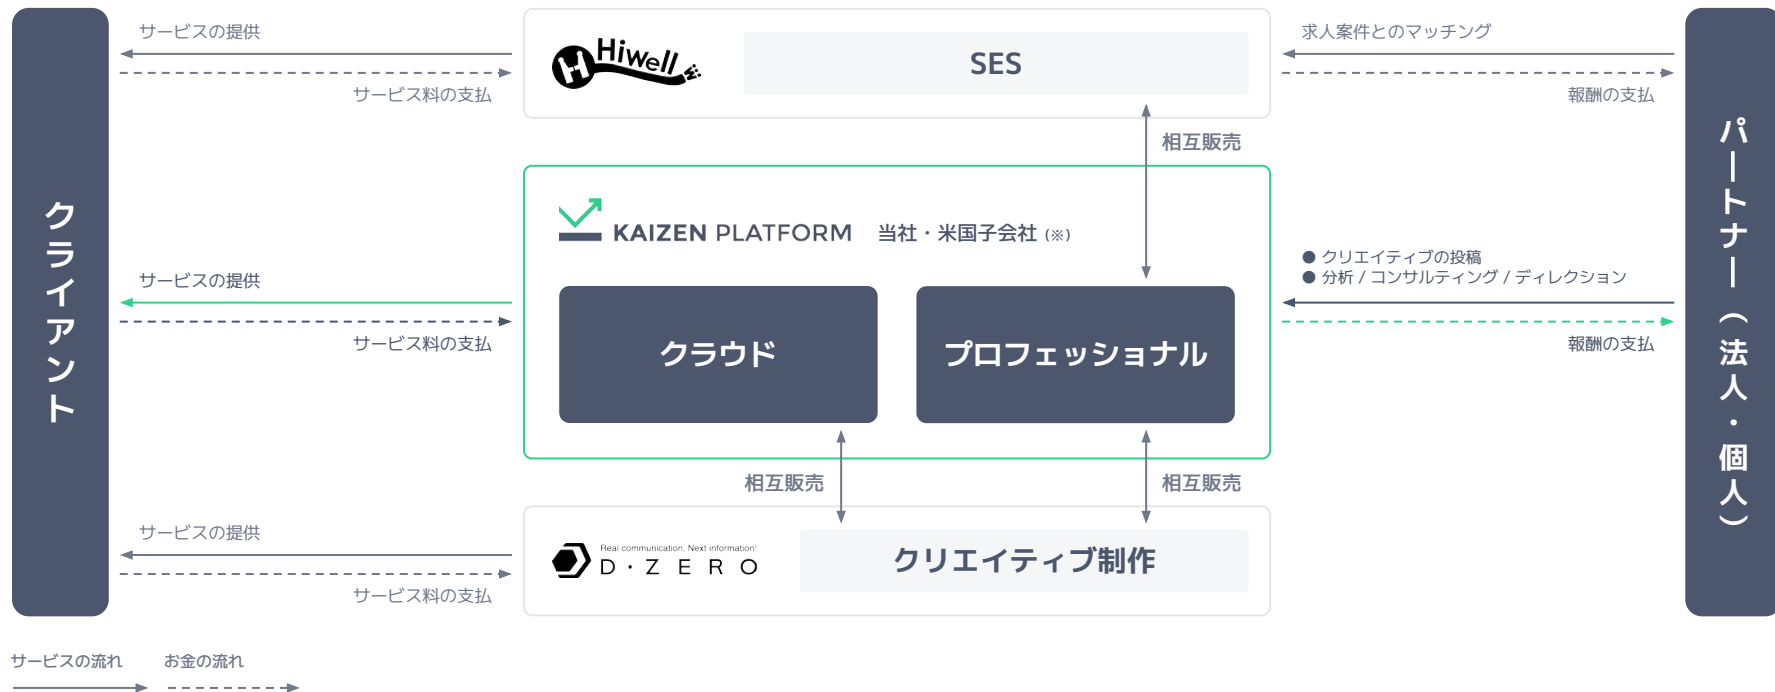 クライアント
サービスの提供
サービス料の支払
Hiwell
SES
求人案件とのマッチング
報酬の支払
相互販売
KAIZEN PLATFORM 当社・米国子会社 (※)
サービスの提供
サービス料の支払
クラウド
プロフェッショナル
● クリエイティブの投稿
● 分析 / コンサルティング / ディレクション
報酬の支払
相互販売
相互販売
サービスの提供
サービス料の支払
Real communication, Next information!
D・ZERO
クリエイティブ制作
パートナー（法人・個人）
サービスの流れ
お金の流れ